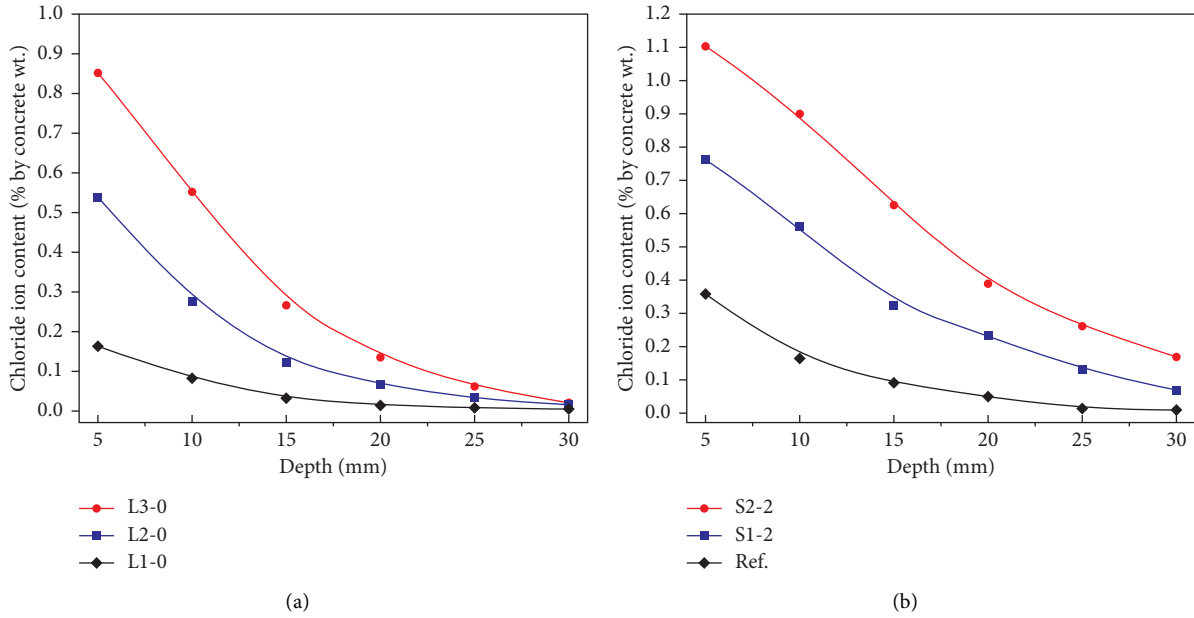 1.0
0.9
0.8
0.7
0.6
0.5
0.4
0.3
0.2
0.1
0.0
Chloride ion content (% by concrete wt.)
5 10 15 20 25 30
Depth (mm)
L3-0
L2-0
L1-0
(a)
1.2
1.1
1.0
0.9
0.8
0.7
0.6
0.5
0.4
0.3
0.2
0.1
0.0
Chloride ion content (% by concrete wt.)
5 10 15 20 25 30
Depth (mm)
S2-2
S1-2
Ref.
(b)